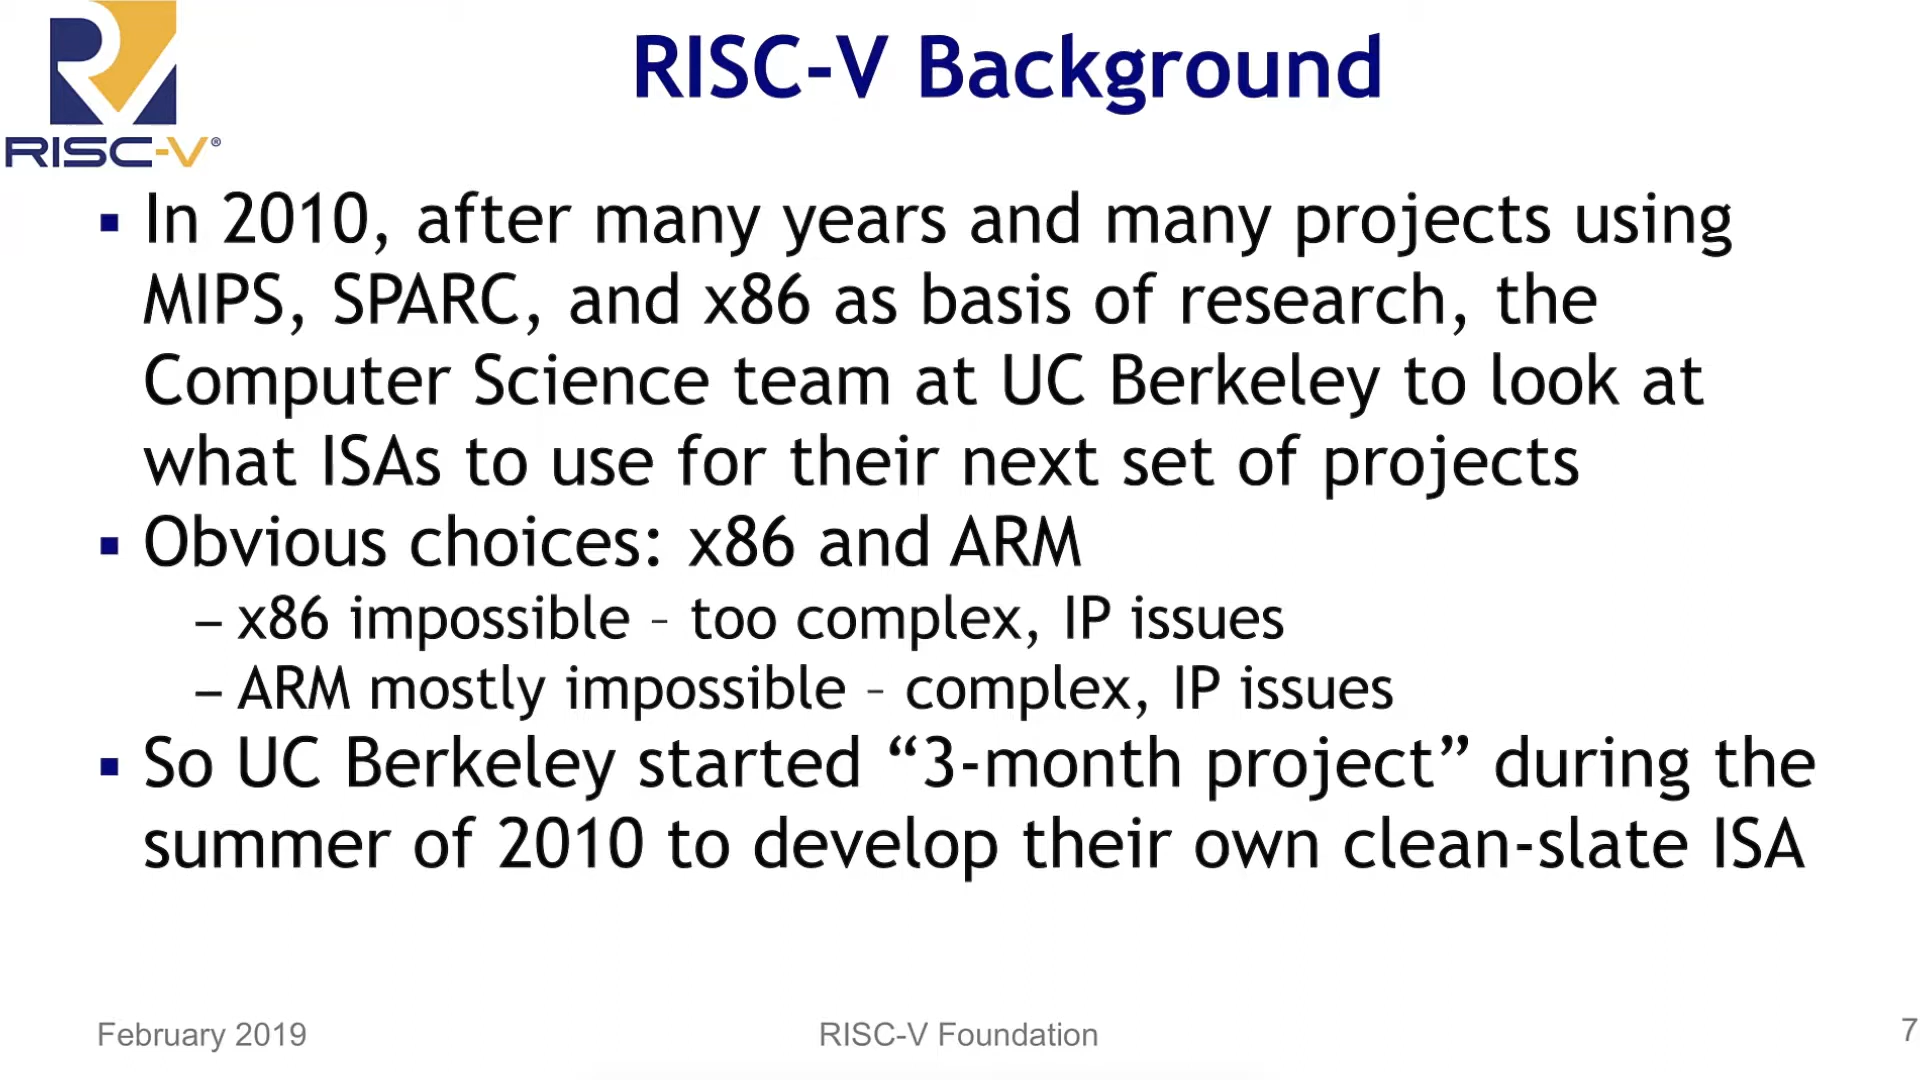 RISC-V®
RISC-V Background
▪ In 2010, after many years and many projects using
MIPS, SPARC, and x86 as basis of research, the
Computer Science team at UC Berkeley to look at
what ISAs to use for their next set of projects
▪ Obvious choices: x86 and ARM
– x86 impossible – too complex, IP issues
– ARM mostly impossible – complex, IP issues
▪ So UC Berkeley started “3-month project” during the
summer of 2010 to develop their own clean-slate ISA
February 2019
RISC-V Foundation
7